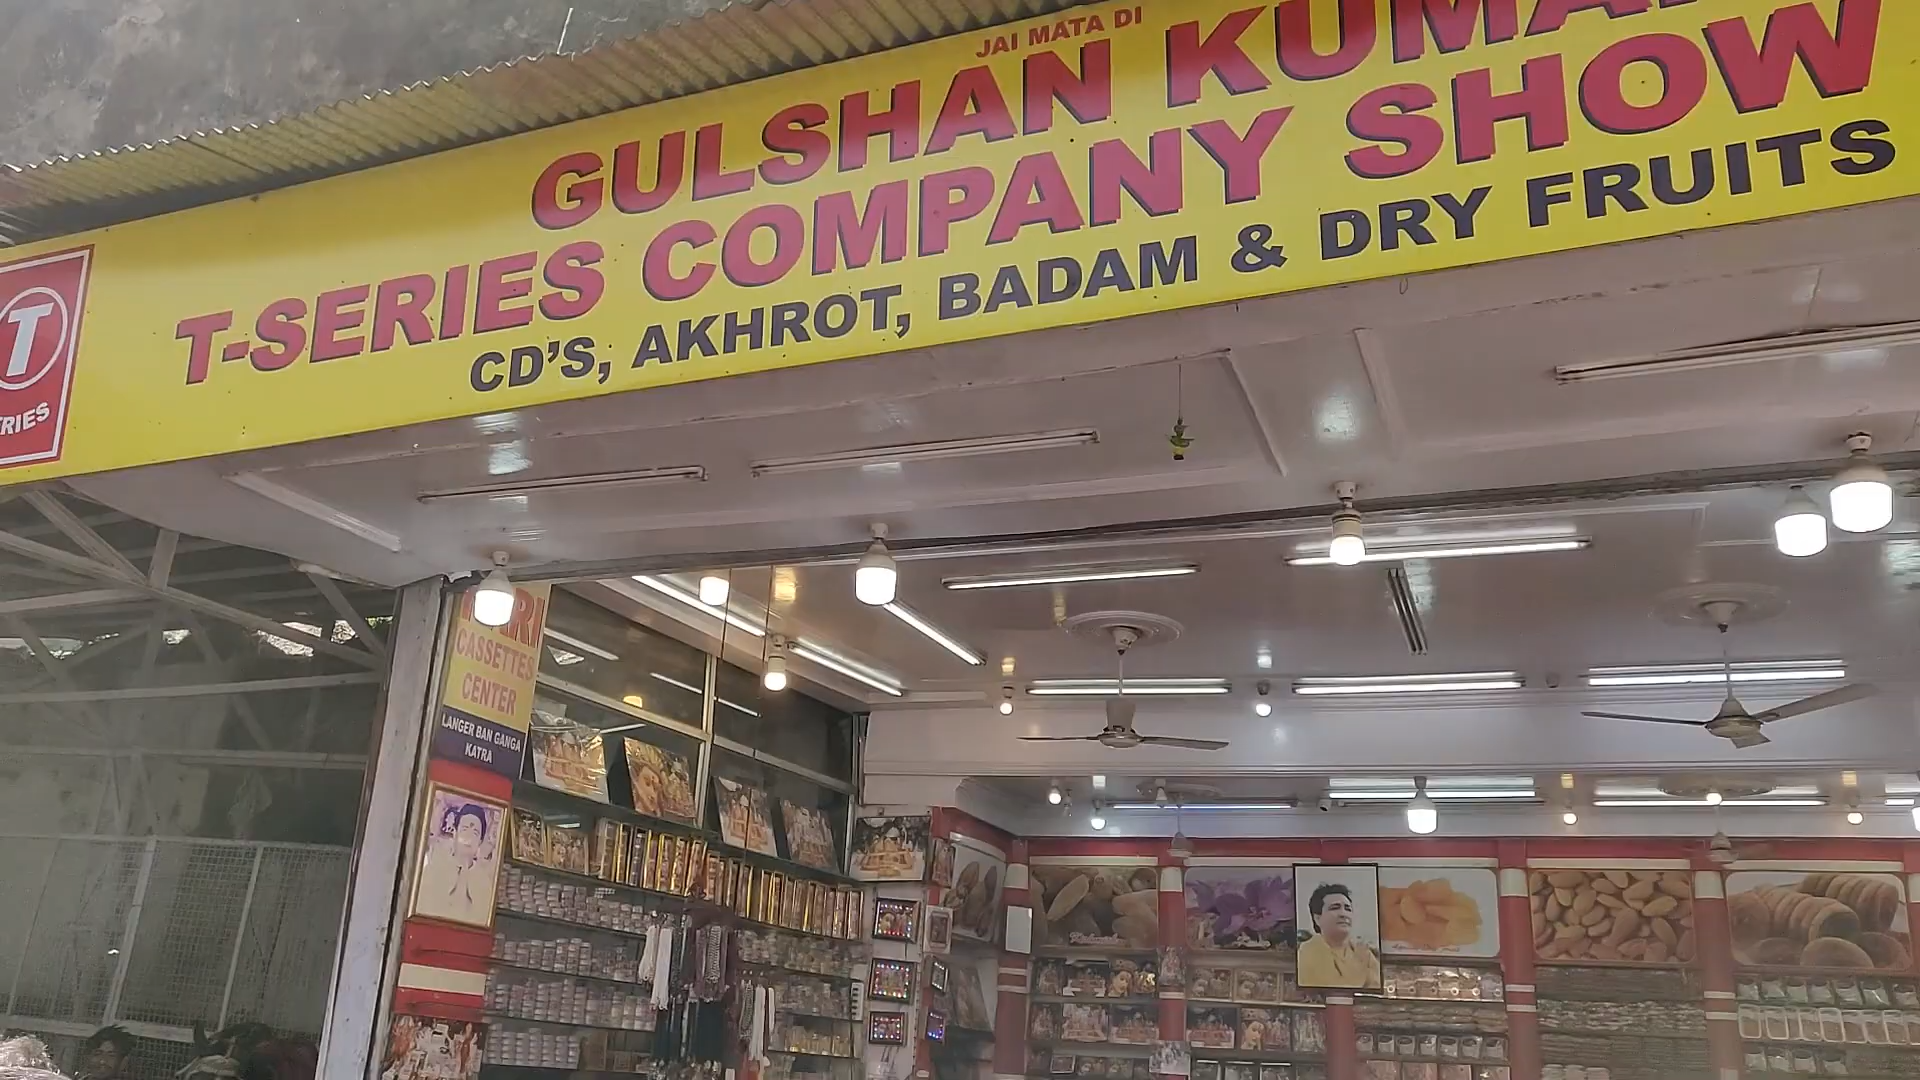 JAI MATA DI
GULSHAN KUMA
T-SERIES COMPANY SHOW
CD'S, AKHROT, BADAM & DRY FRUITS
T
RIES
CASSETTES
CENTER
LANGER BAN GANGA
KATRA